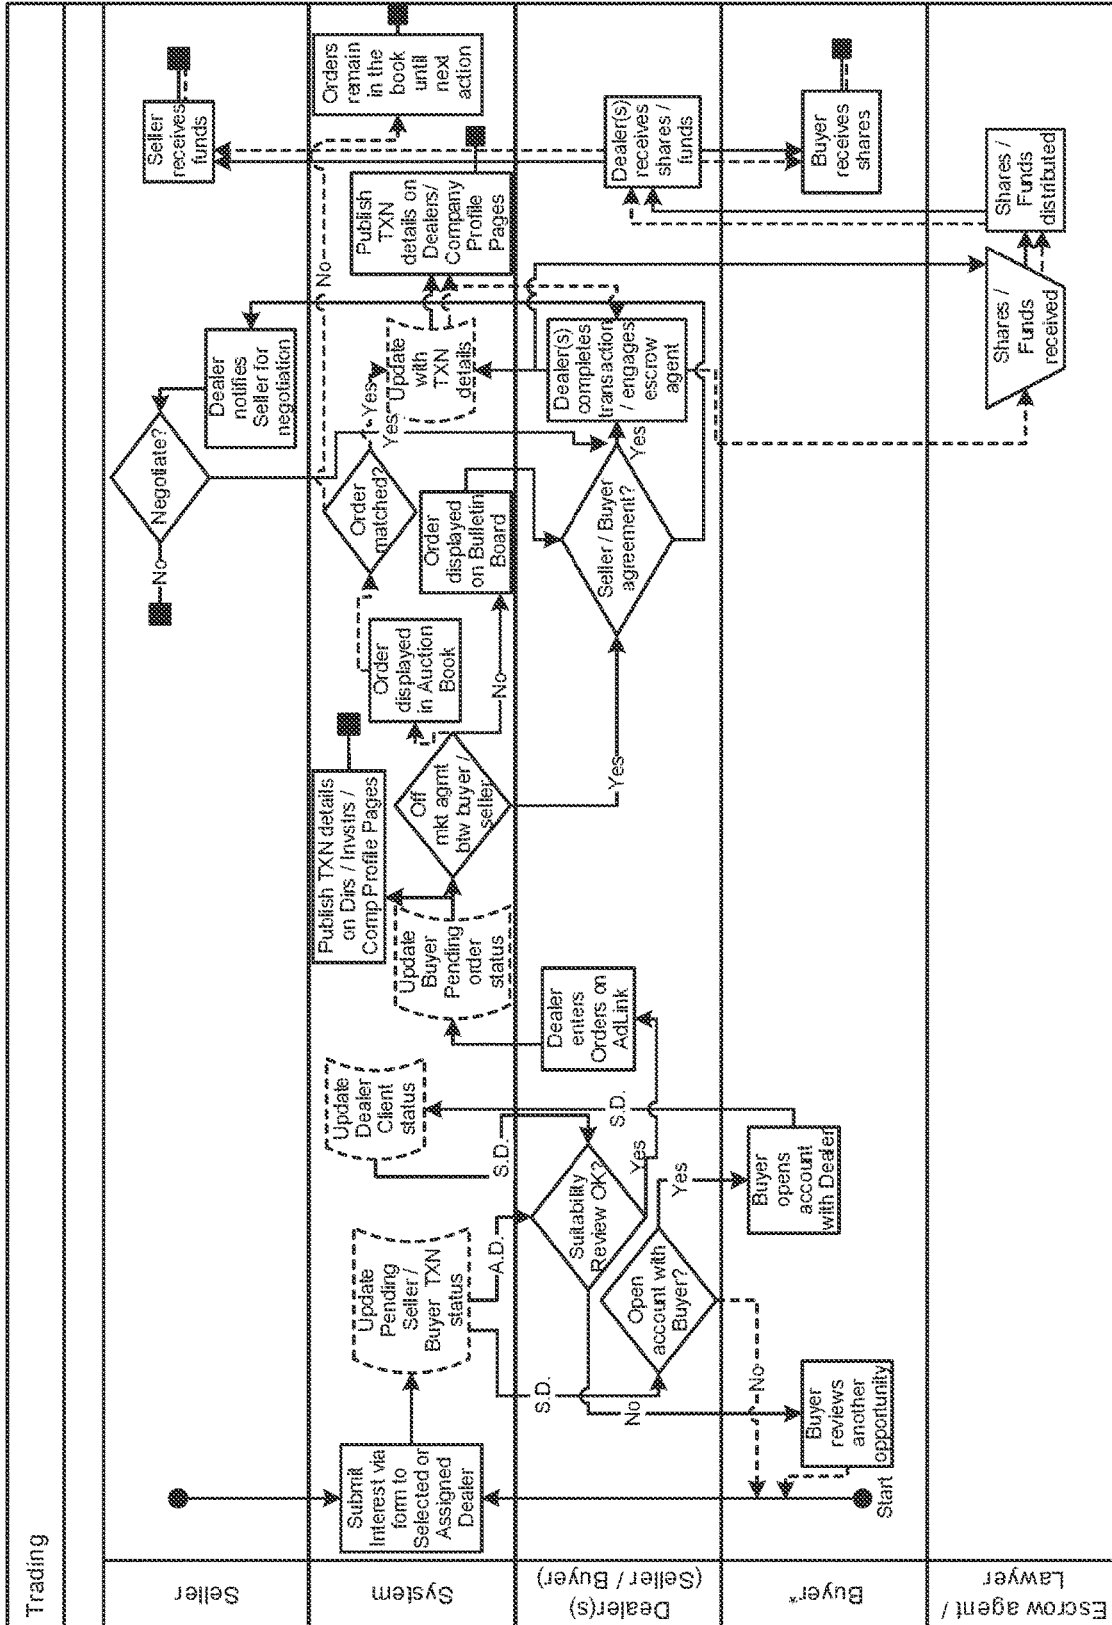 Trading
Seller
System
Dealer(s)
(Seller / Buyer)
Buyer*
Escrow agent /
Lawyer
Start
Submit
Interest via
form to
Selected or
Assigned
Dealer
Update
Pending
Seller /
Buyer TXN
status
S.D.
A.D.
Open
account with
Buyer?
No
Yes
Buyer
reviews
another
opportunity
Suitability
Review OK?
No
Yes
Buyer
opens
account
with Dealer
S.D.
Update
Dealer
Client
status
S.D.
Dealer
enters
Orders on
AdLink
Update
Buyer
Pending
order
status
Publish TXN details
on Dirs / Invstrs /
Comp Profile Pages
Off
mkt agmt
btw buyer /
seller
No
Yes
Order
displayed
in Auction
Book
Order
displayed
on Bulletin
Board
Order
matched?
Yes
No
Seller / Buyer
agreement?
Yes
Negotiate?
No
Yes
Dealer
notifies
Seller for
negotiation
Update
with
TXN
details
Dealer(s)
completes
transaction
/ engages
escrow
agent
Publish
TXN
details on
Dealers/
Company
Profile
Pages
Shares /
Funds
received
Shares /
Funds
distributed
Dealer(s)
receives
shares /
funds
Seller
receives
funds
Buyer
receives
shares
Orders
remain
in the
book
until
next
action